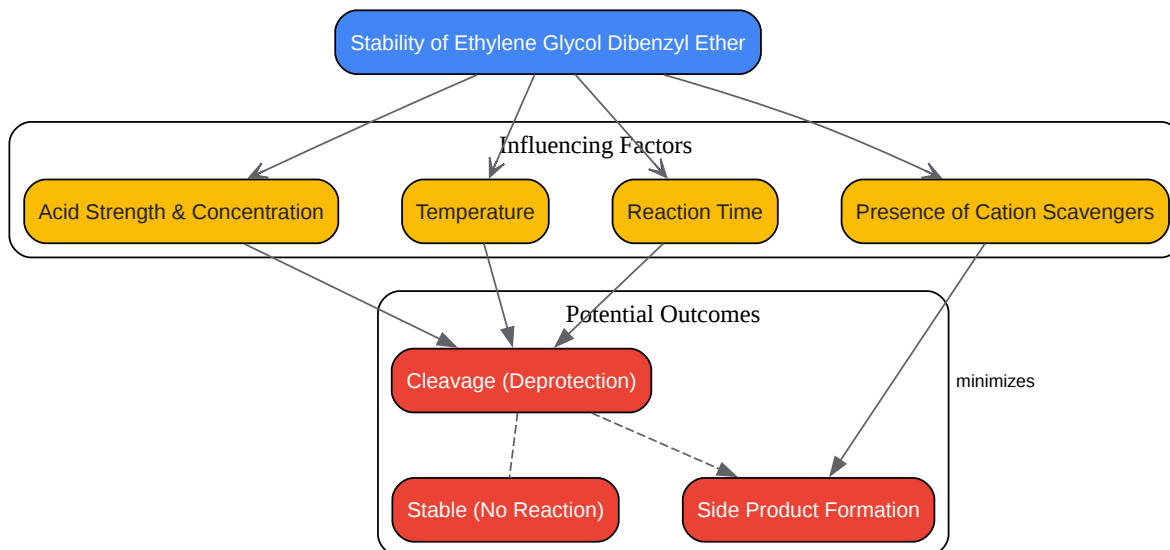 Stability of Ethylene Glycol Dibenzyl Ether
Influencing Factors
Acid Strength & Concentration
Temperature
Reaction Time
Presence of Cation Scavengers
Potential Outcomes
Cleavage (Deprotection)
minimizes
Stable (No Reaction)
Side Product Formation